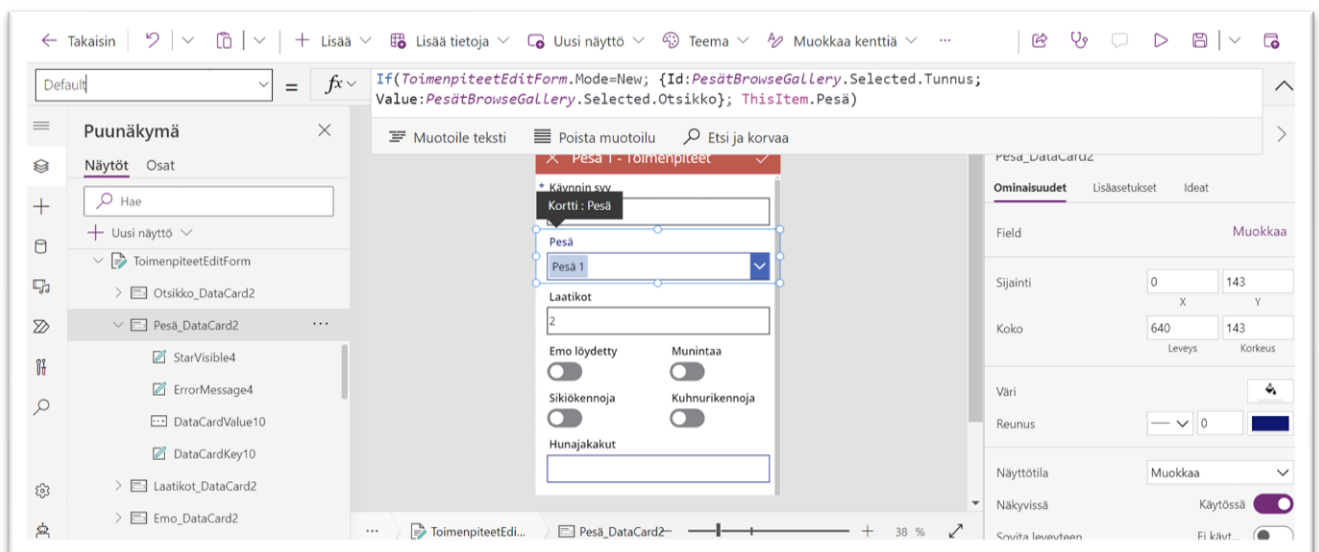 Takaisin Lisää Lisää tietoja Uusi näyttö Teema Muokkaa kenttiä ...
Default = fx If(ToimenpiteetEditForm.Mode=New; {Id:PesätBrowseGallery.Selected.Tunnus;
Value:PesätBrowseGallery.Selected.Otsikko}; ThisItem.Pesä)
Muotoile teksti Poista muotoilu Etsi ja korvaa
Puunäkymä
Näytöt Osat
Hae
Uusi näyttö
ToimenpiteetEditForm
Otsikko_DataCard2
Pesä_DataCard2 ...
StarVisible4
ErrorMessage4
DataCardValue10
DataCardKey10
Laatikot_DataCard2
Emo_DataCard2
Pesä 1 - Toimenpiteet
* Käynnin syy
Kortti : Pesä
Pesä
Pesä 1
Laatikot
2
Emo löydetty Munintaa
Sikiökennoja Kuhnurikennoja
Hunajakakut
... ToimenpiteetEdi... Pesä_DataCard2 38 %
Pesä_DataCard2
Ominaisuudet Lisäasetukset Ideat
Field Muokkaa
Sijainti 0 143
X Y
Koko 640 143
Leveys Korkeus
Väri
Reunus 0
Näyttötila Muokkaa
Näkyvissä Käytössä
Sovita leveyteen Ei käyt...